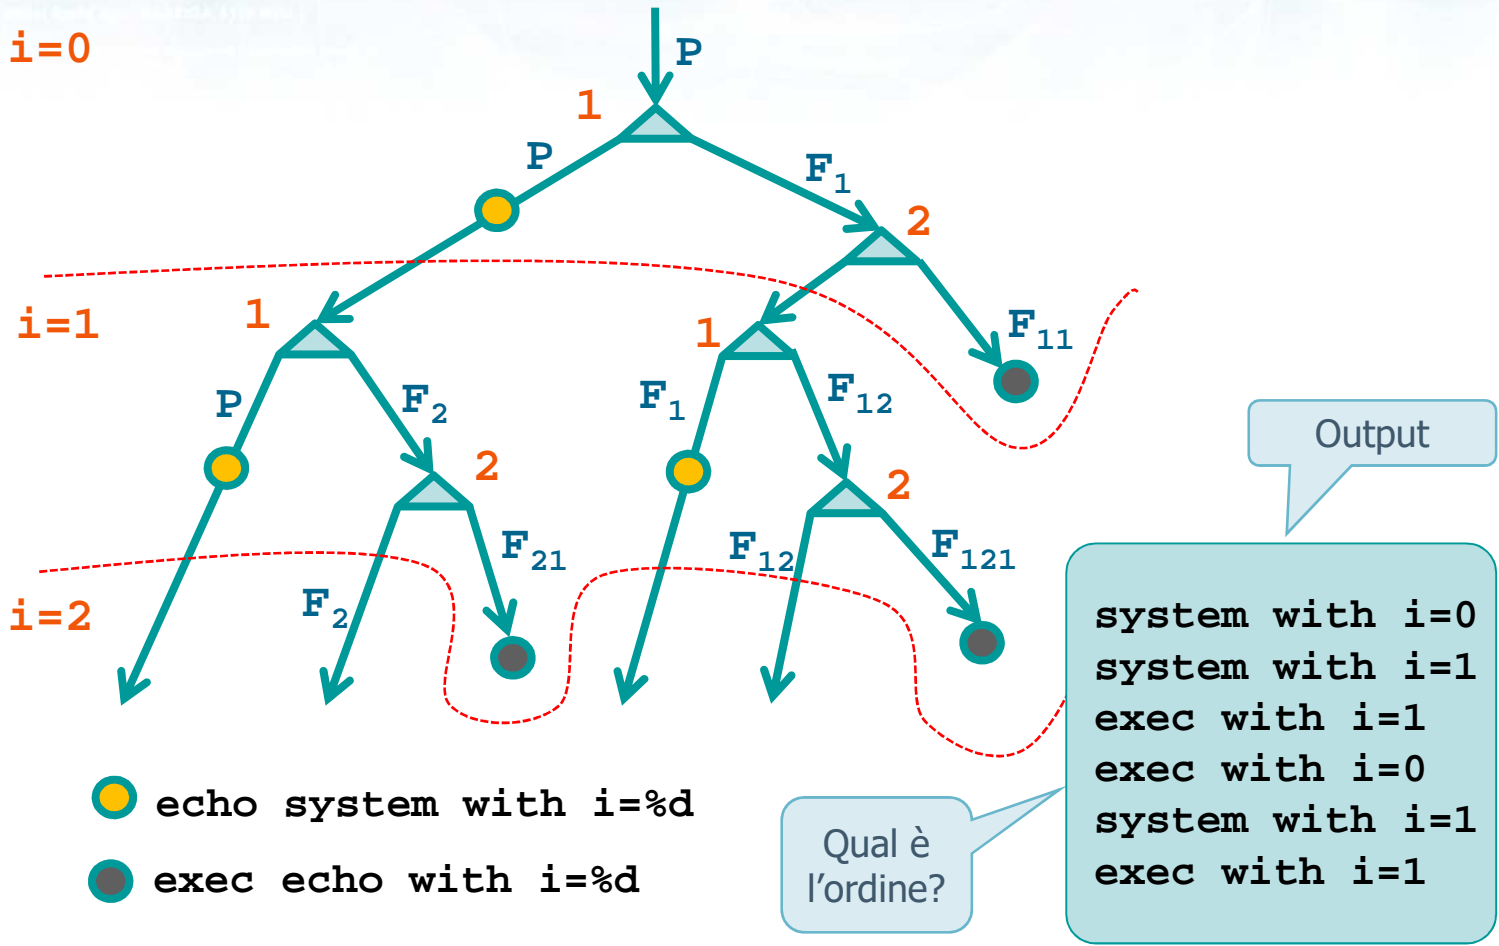 i=0
P
1
P
F1
2
i=1
1
1
F11
P
F2
F1
F12
Output
2
2
F21
F12
F121
i=2
F2
system with i=0
system with i=1
exec with i=1
exec with i=0
system with i=1
exec with i=1
echo system with i=%d
exec echo with i=%d
Qual è
l'ordine?